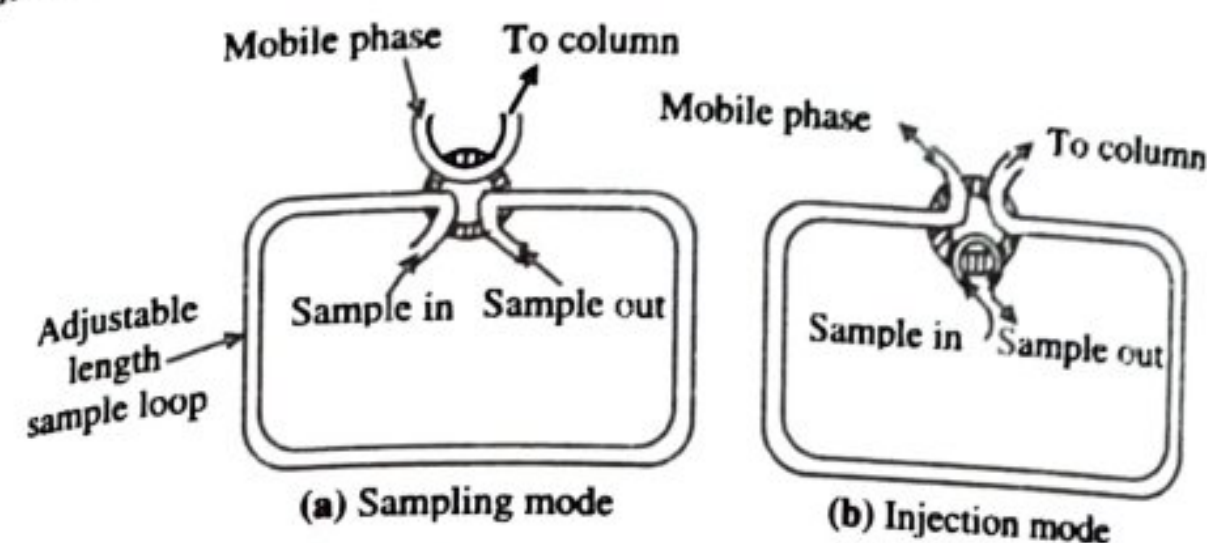 Mobile phase To column
Sample in Sample out
Adjustable
length
sample loop
(a) Sampling mode
Mobile phase
To column
Sample in Sample out
(b) Injection mode